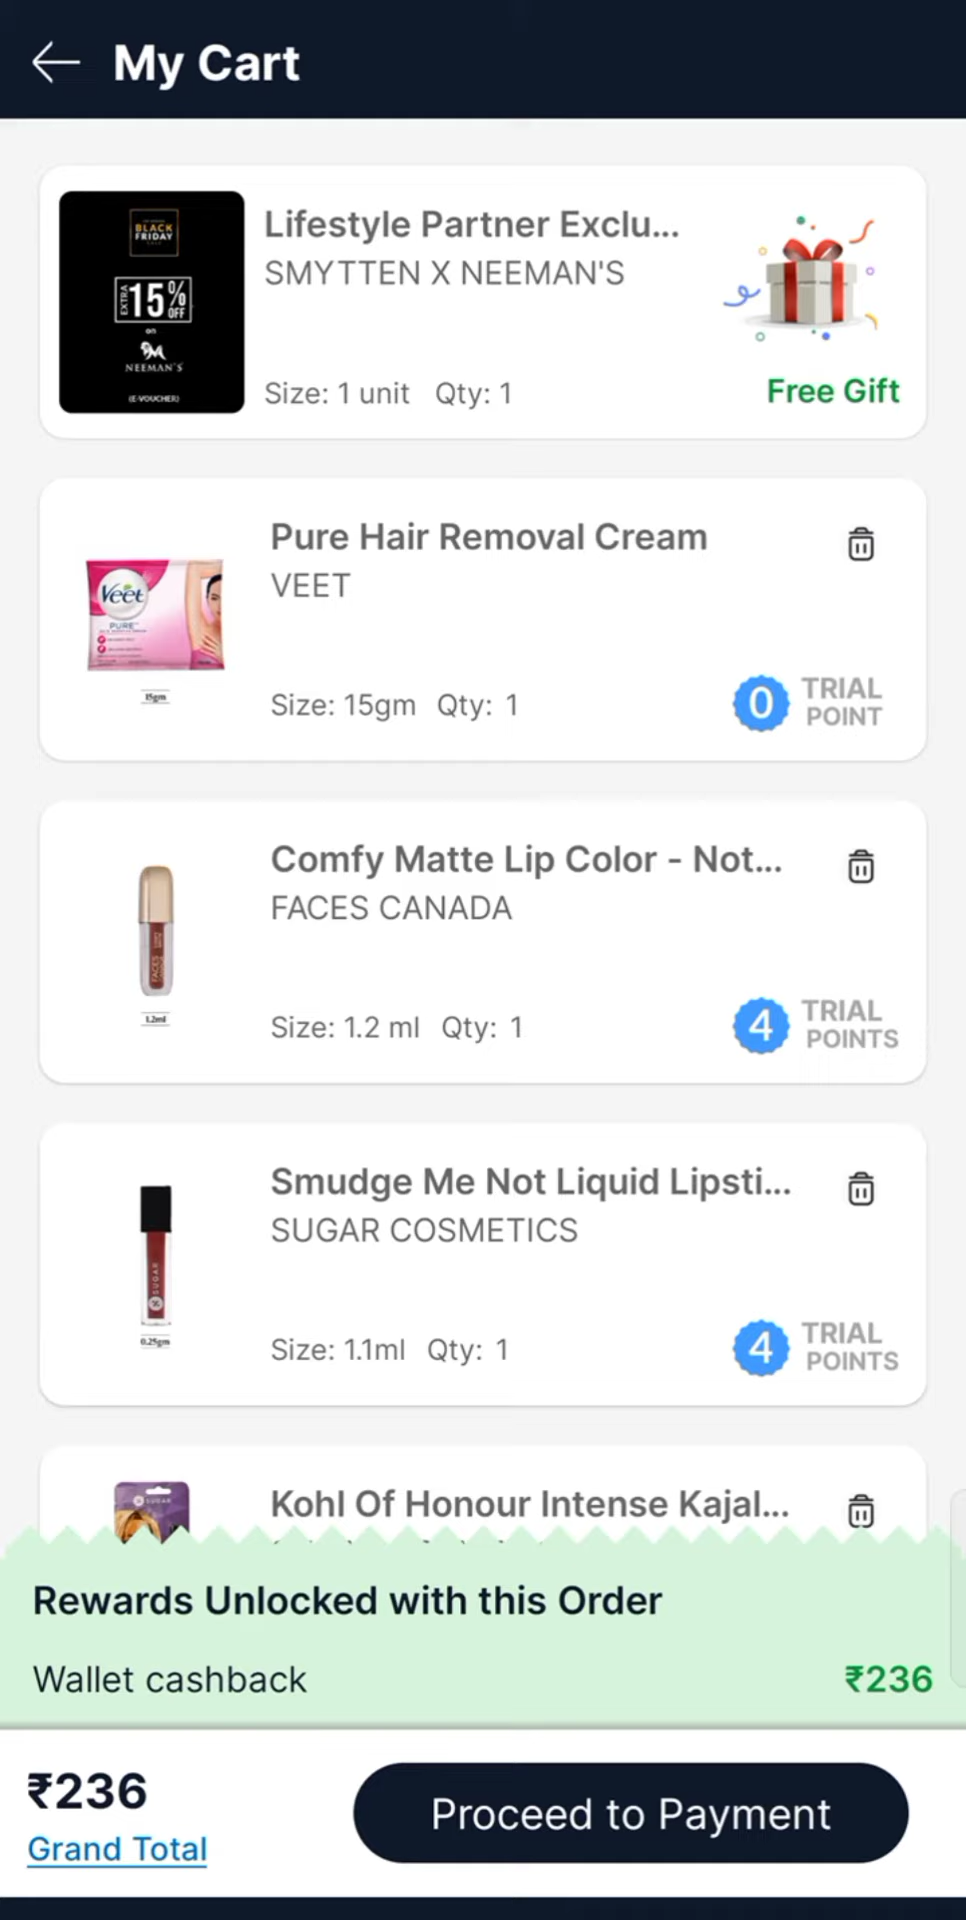 My Cart
BLACK
FRIDAY
EXTRA
15% OFF
on
NEEMAN'S
(E-VOUCHER)
Lifestyle Partner Exclu...
SMYTTEN X NEEMAN'S
Size: 1 unit Qty: 1
Free Gift
Veet
PURE
15gm
Pure Hair Removal Cream
VEET
Size: 15gm Qty: 1
0 TRIAL
POINT
FACES
1.2ml
Comfy Matte Lip Color - Not...
FACES CANADA
Size: 1.2 ml Qty: 1
4 TRIAL
POINTS
SUGAR
0.25gm
Smudge Me Not Liquid Lipsti...
SUGAR COSMETICS
Size: 1.1ml Qty: 1
4 TRIAL
POINTS
SUGAR
Kohl Of Honour Intense Kajal...
Rewards Unlocked with this Order
Wallet cashback ₹236
₹236
Grand Total
Proceed to Payment